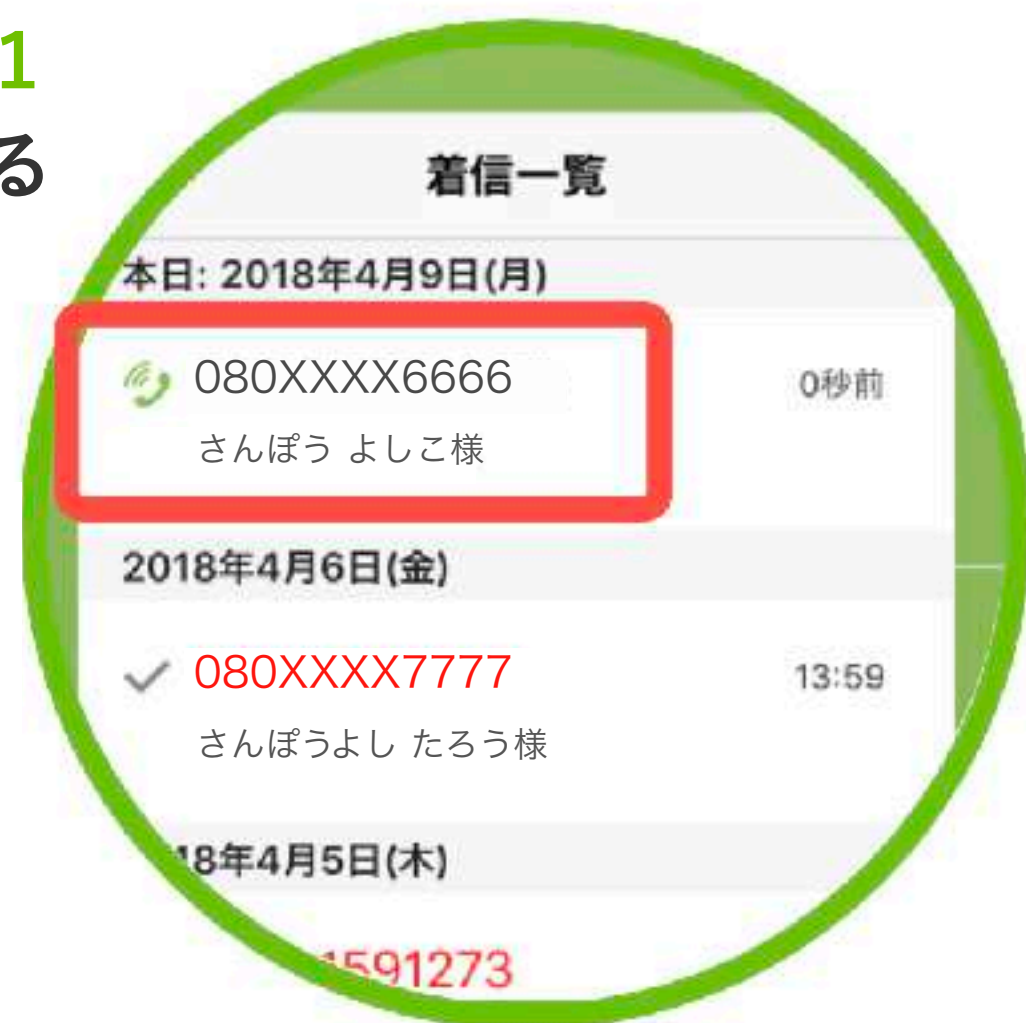 1
る
着信一覧
本日: 2018年4月9日(月)
080XXXX6666 0秒前
さんぽう よしこ様
2018年4月6日(金)
080XXXX7777 13:59
さんぽうよし たろう様
18年4月5日(木)
1591273